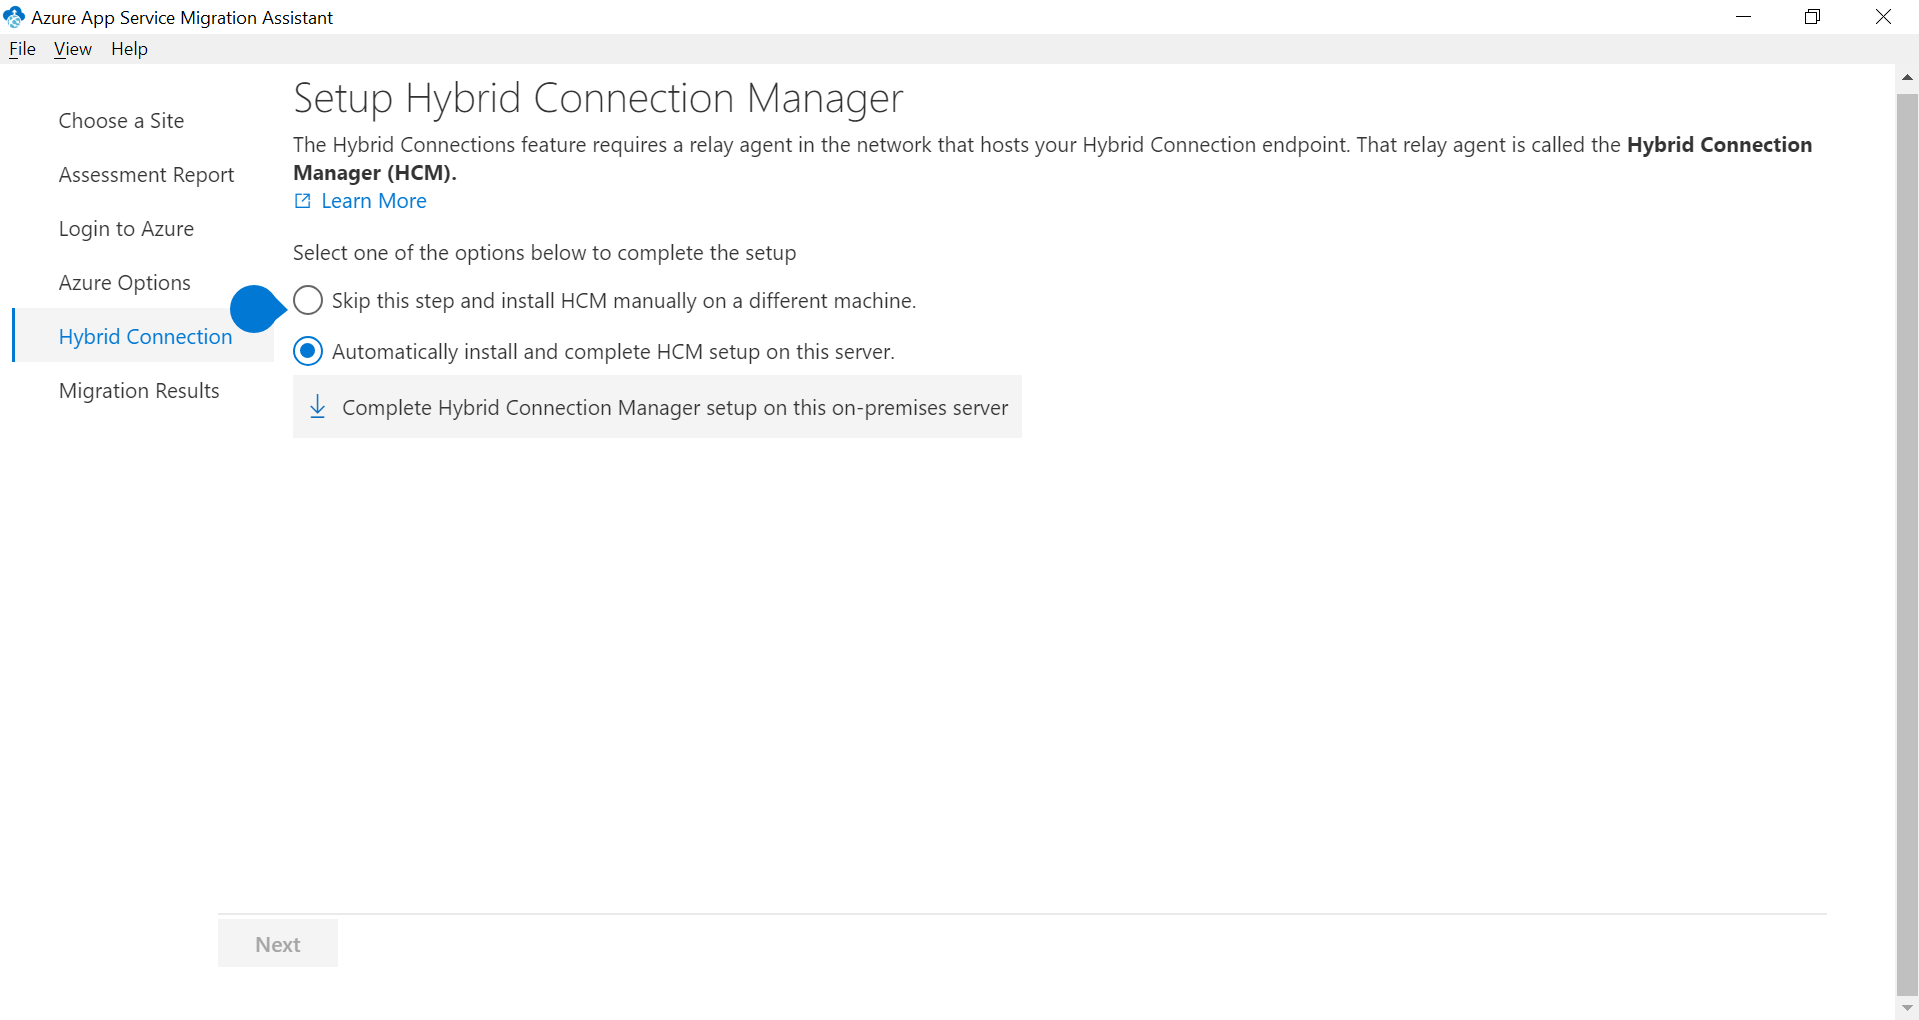 Azure App Service Migration Assistant
File View Help
Choose a Site
Assessment Report
Login to Azure
Azure Options
Hybrid Connection
Migration Results
Setup Hybrid Connection Manager
The Hybrid Connections feature requires a relay agent in the network that hosts your Hybrid Connection endpoint. That relay agent is called the Hybrid Connection
Manager (HCM).
Learn More
Select one of the options below to complete the setup
Skip this step and install HCM manually on a different machine.
Automatically install and complete HCM setup on this server.
Complete Hybrid Connection Manager setup on this on-premises server
Next